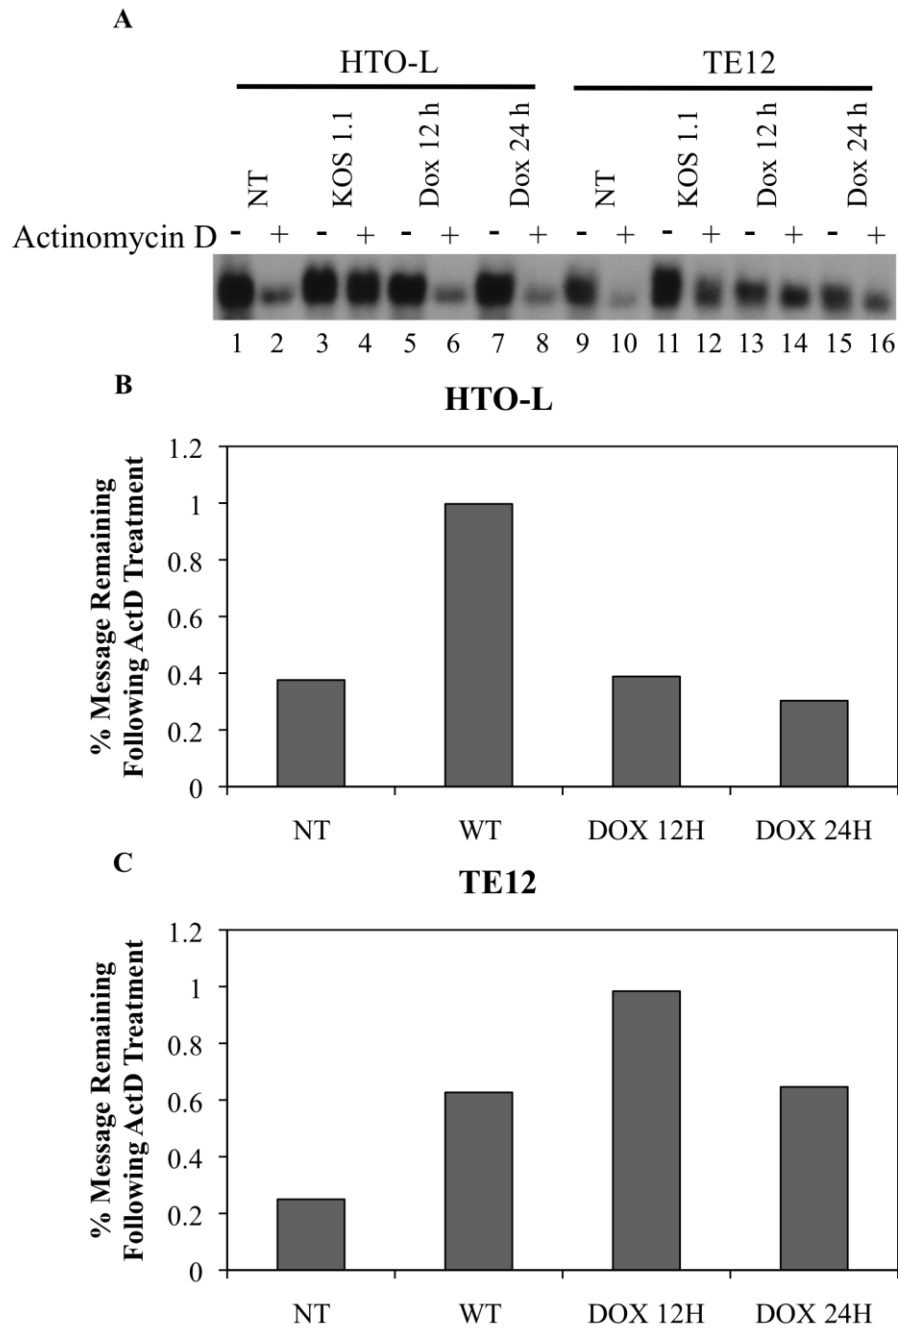 A
HTO-L TE12
NT KOS 1.1 Dox 12 h Dox 24 h NT KOS 1.1 Dox 12 h Dox 24 h
Actinomycin D - + - + - + - + - + - + - + - +
1 2 3 4 5 6 7 8 9 10 11 12 13 14 15 16
B
HTO-L
% Message Remaining
Following ActD Treatment
1.2
1
0.8
0.6
0.4
0.2
0
NT WT DOX 12H DOX 24H
C
TE12
% Message Remaining
Following ActD Treatment
1.2
1
0.8
0.6
0.4
0.2
0
NT WT DOX 12H DOX 24H